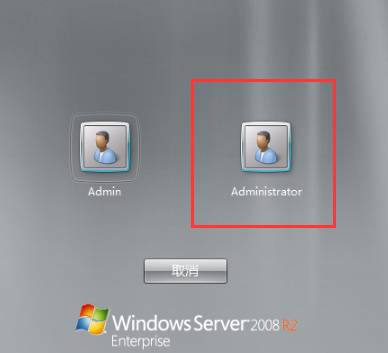 Admin
Administrator
取消
Windows Server 2008 R2
Enterprise